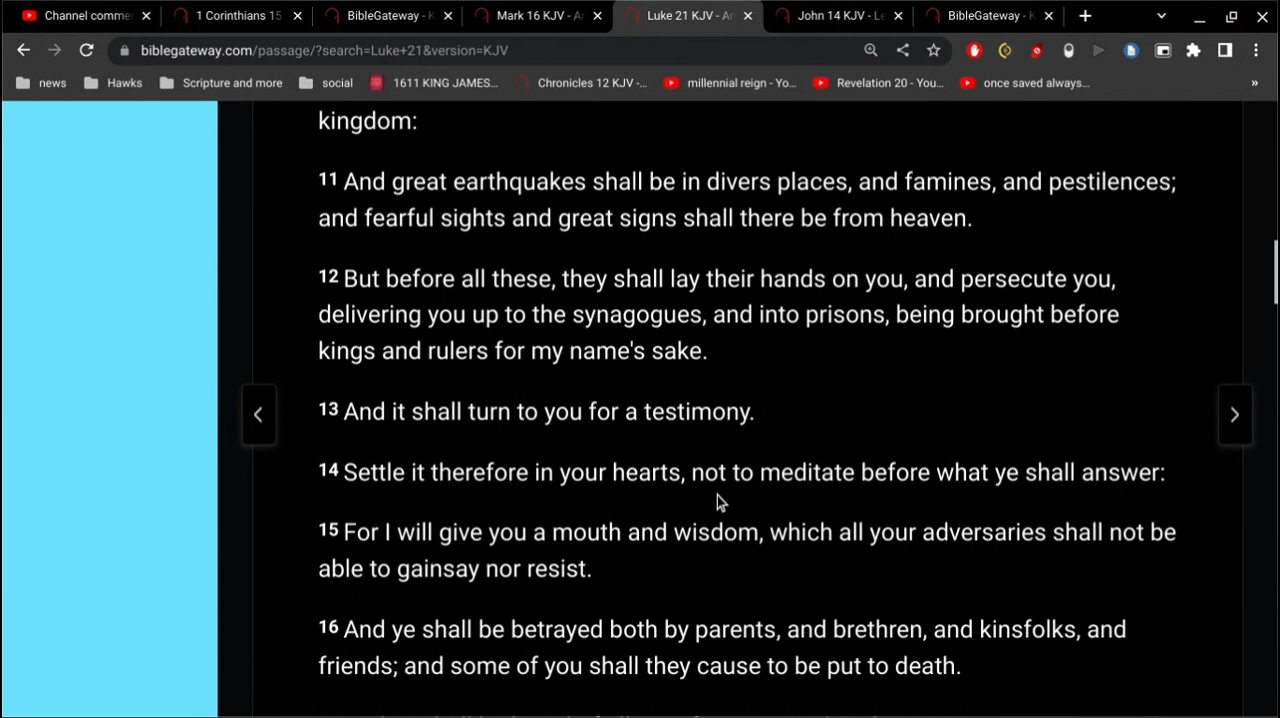 Channel comme
1 Corinthians 15
BibleGateway - K
Mark 16 KJV - A
Luke 21 KJV - A
John 14 KJV - Le
BibleGateway - K
biblegateway.com/passage/?search=Luke+21&version=KJV
news
Hawks
Scripture and more
social
1611 KING JAMES...
Chronicles 12 KJV -...
millennial reign - Yo...
Revelation 20 - You...
once saved always...
»
kingdom:
11 And great earthquakes shall be in divers places, and famines, and pestilences;
and fearful sights and great signs shall there be from heaven.
12 But before all these, they shall lay their hands on you, and persecute you,
delivering you up to the synagogues, and into prisons, being brought before
kings and rulers for my name's sake.
13 And it shall turn to you for a testimony.
14 Settle it therefore in your hearts, not to meditate before what ye shall answer:
15 For I will give you a mouth and wisdom, which all your adversaries shall not be
able to gainsay nor resist.
16 And ye shall be betrayed both by parents, and brethren, and kinsfolks, and
friends; and some of you shall they cause to be put to death.